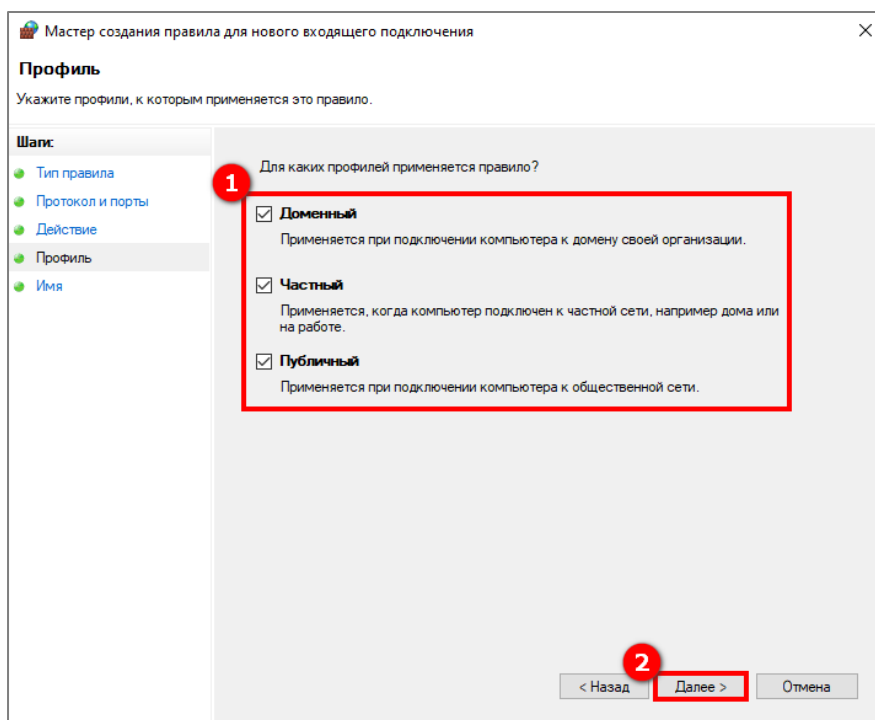 Мастер создания правила для нового входящего подключения
Профиль
Укажите профили, к которым применяется это правило.
Шаги:
Тип правила
Протокол и порты
Действие
Профиль
Имя
Для каких профилей применяется правило?
1
Доменный
Применяется при подключении компьютера к домену своей организации.
Частный
Применяется, когда компьютер подключен к частной сети, например дома или
на работе.
Публичный
Применяется при подключении компьютера к общественной сети.
2
< Назад
Далее >
Отмена